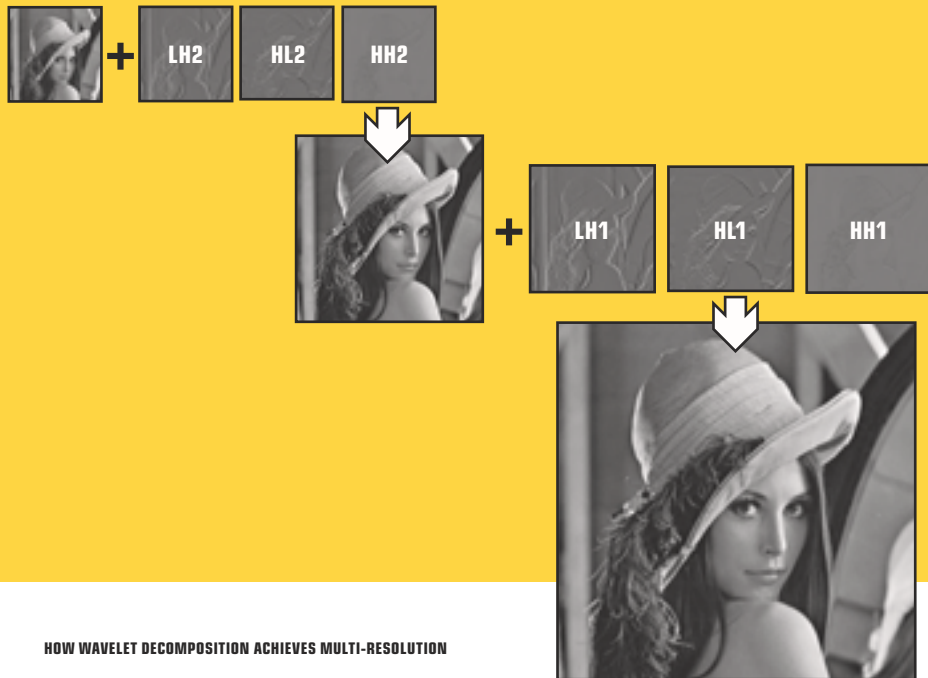 + LH2 HL2 HH2
+ LH1 HL1 HH1
HOW WAVELET DECOMPOSITION ACHIEVES MULTI-RESOLUTION